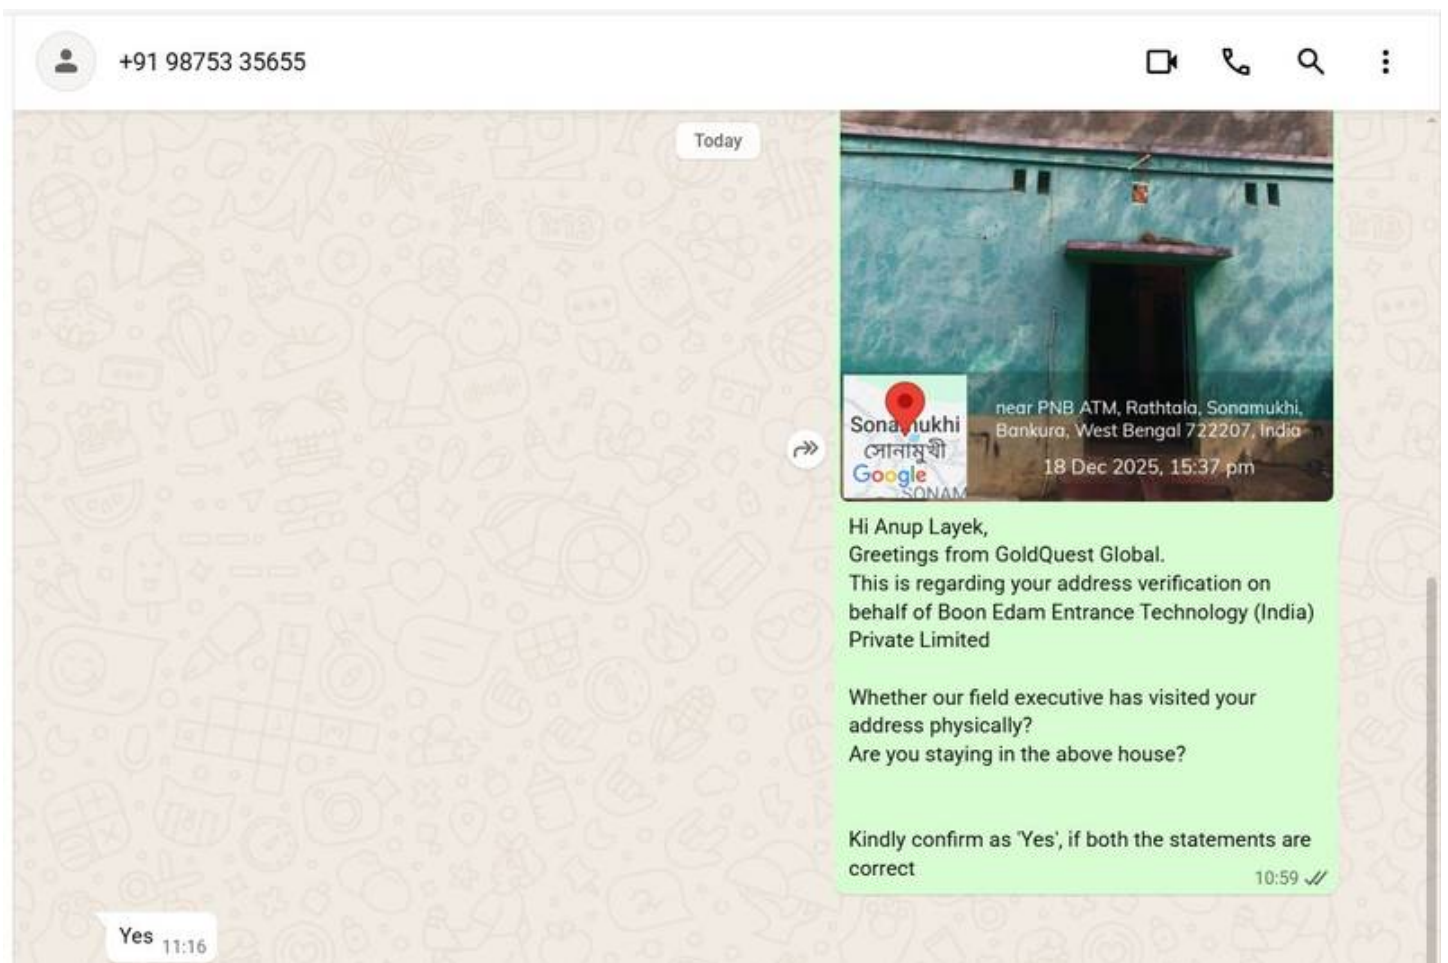 +91 98753 35655
Today
Sonamukhi
সোনামুখী
Google
SONAM
near PNB ATM, Rathtala, Sonamukhi,
Bankura, West Bengal 722207, India
18 Dec 2025, 15:37 pm
Hi Anup Layek,
Greetings from GoldQuest Global.
This is regarding your address verification on
behalf of Boon Edam Entrance Technology (India)
Private Limited
Whether our field executive has visited your
address physically?
Are you staying in the above house?
Kindly confirm as 'Yes', if both the statements are
correct
10:59
Yes 11:16